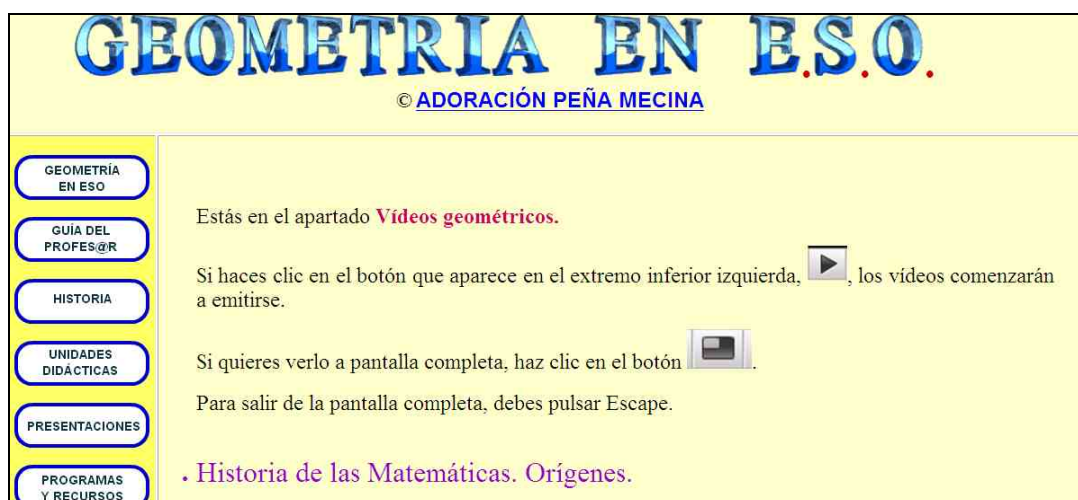 GEOMETRIA EN E.S.O.
© ADORACIÓN PEÑA MECINA
GEOMETRÍA
EN ESO
GUÍA DEL
PROFES@R
HISTORIA
UNIDADES
DIDÁCTICAS
PRESENTACIONES
PROGRAMAS
Y RECURSOS
Estás en el apartado Vídeos geométricos.
Si haces clic en el botón que aparece en el extremo inferior izquierda, , los vídeos comenzarán
a emitirse.
Si quieres verlo a pantalla completa, haz clic en el botón .
Para salir de la pantalla completa, debes pulsar Escape.
• Historia de las Matemáticas. Orígenes.